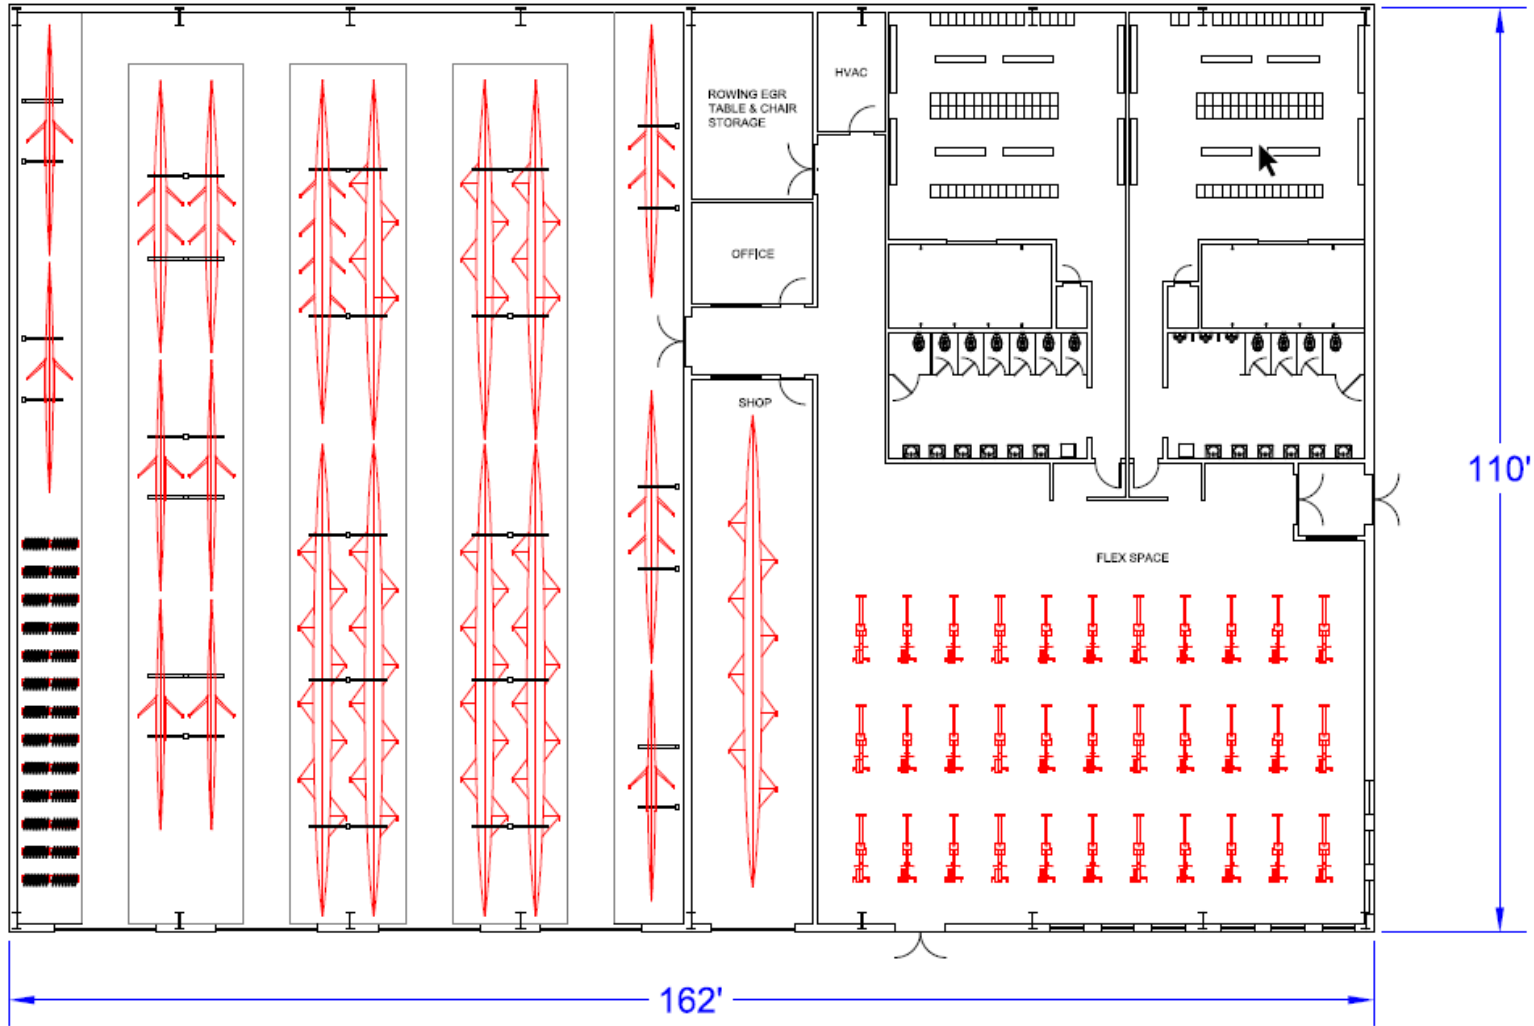 HVAC
ROWING EGR
TABLE & CHAIR
STORAGE
OFFICE
SHOP
110'
FLEX SPACE
162'